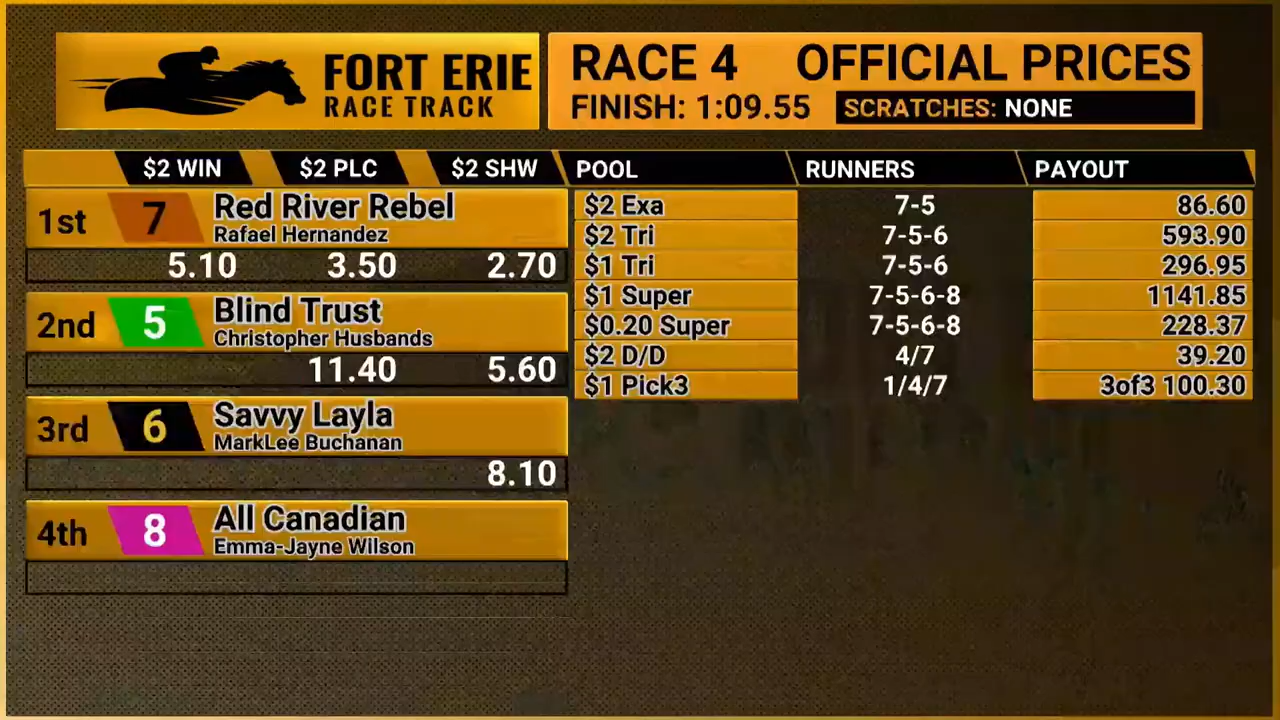 FORT ERIE
RACE TRACK
RACE 4 OFFICIAL PRICES
FINISH: 1:09.55 SCRATCHES: NONE
$2 WIN $2 PLC $2 SHW
1st 7 Red River Rebel
Rafael Hernandez
5.10 3.50 2.70
2nd 5 Blind Trust
Christopher Husbands
11.40 5.60
3rd 6 Savvy Layla
MarkLee Buchanan
8.10
4th 8 All Canadian
Emma-Jayne Wilson
POOL RUNNERS PAYOUT
$2 Exa 7-5 86.60
$2 Tri 7-5-6 593.90
$1 Tri 7-5-6 296.95
$1 Super 7-5-6-8 1141.85
$0.20 Super 7-5-6-8 228.37
$2 D/D 4/7 39.20
$1 Pick3 1/4/7 3of3 100.30